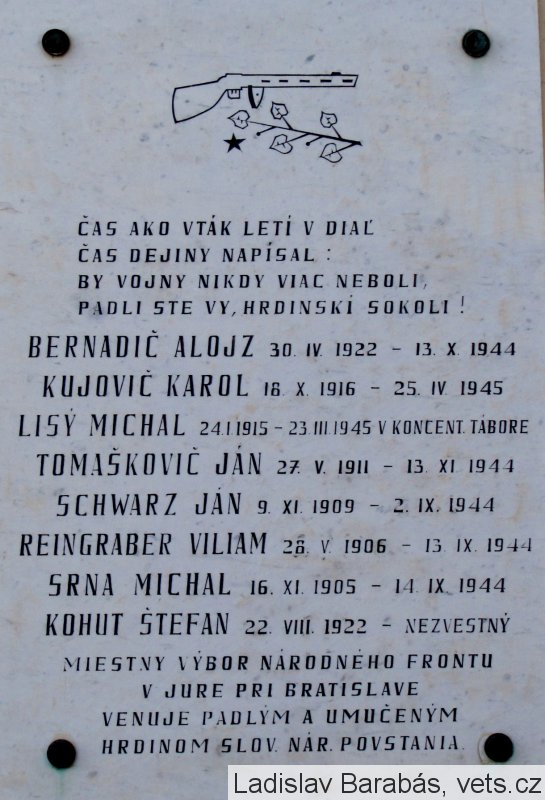 ČAS AKO VTÁK LETÍ V DIAĽ
ČAS DEJINY NAPÍSAL :
BY VOJNY NIKDY VIAC NEBOLI,
PADLI STE VY, HRDINSKÍ SOKOLI !
BERNADIČ ALOJZ 30. IV. 1922 – 13. X. 1944
KUJOVIČ KAROL 18. X. 1916 – 25. IV. 1945
LISÝ MICHAL 24.I.1915 – 23.III.1945 V KONCENT. TÁBORE
TOMAŠKOVIČ JÁN 27. V. 1911 – 13. XI. 1944
SCHWARZ JÁN 9. XI. 1909 – 2. IX. 1944
REINGRABER VILIAM 28. V. 1906 – 13. IX. 1944
SRNA MICHAL 16. XI. 1905 – 14. IX. 1944
KOHUT ŠTEFAN 22. VIII. 1922 – NEZVESTNÝ
MIESTNY VÝBOR NÁRODNÉHO FRONTU
V JURE PRI BRATISLAVE
VENUJE PADLÝM A UMUČENÝM
HRDINOM SLOV. NÁR. POVSTANIA.
Ladislav Barabás, vets.cz